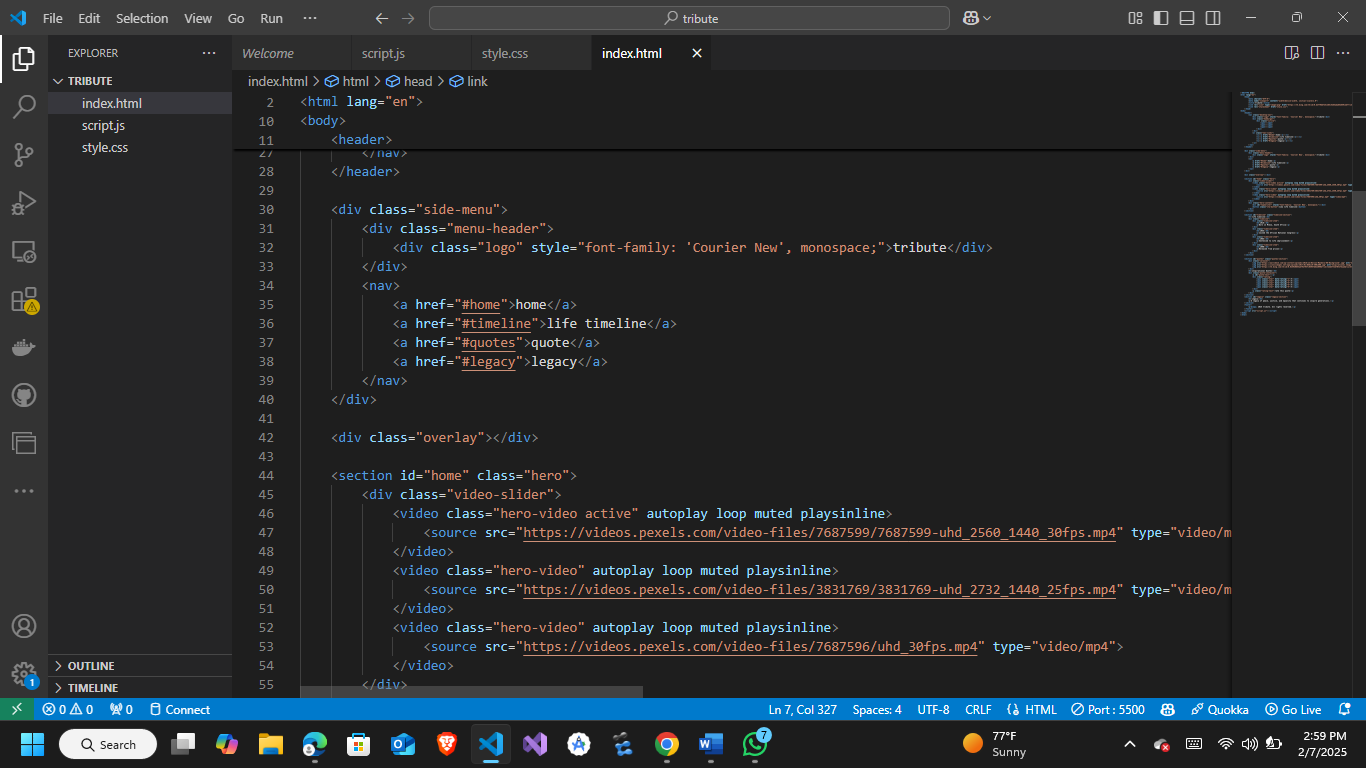 File Edit Selection View Go Run ···
tribute
EXPLORER ···
TRIBUTE
index.html
script.js
style.css
OUTLINE
TIMELINE
Welcome script.js style.css index.html
index.html > html > head > link
2 <html lang="en">
10 <body>
11 <header>
27 </nav>
28 </header>
29
30 <div class="side-menu">
31 <div class="menu-header">
32 <div class="logo" style="font-family: 'Courier New', monospace;">tribute</div>
33 </div>
34 <nav>
35 <a href="#home">home</a>
36 <a href="#timeline">life timeline</a>
37 <a href="#quotes">quote</a>
38 <a href="#legacy">legacy</a>
39 </nav>
40 </div>
41
42 <div class="overlay"></div>
43
44 <section id="home" class="hero">
45 <div class="video-slider">
46 <video class="hero-video active" autoplay loop muted playsinline>
47 <source src="https://videos.pexels.com/video-files/7687599/7687599-uhd_2560_1440_30fps.mp4" type="video/m
48 </video>
49 <video class="hero-video" autoplay loop muted playsinline>
50 <source src="https://videos.pexels.com/video-files/3831769/3831769-uhd_2732_1440_25fps.mp4" type="video/m
51 </video>
52 <video class="hero-video" autoplay loop muted playsinline>
53 <source src="https://videos.pexels.com/video-files/7687596/uhd_30fps.mp4" type="video/mp4">
54 </video>
55 </div>
1
0 0 0 Connect Ln 7, Col 327 Spaces: 4 UTF-8 CRLF HTML Port : 5500 Quokka Go Live
Search
7
77°F
Sunny
2:59 PM
2/7/2025